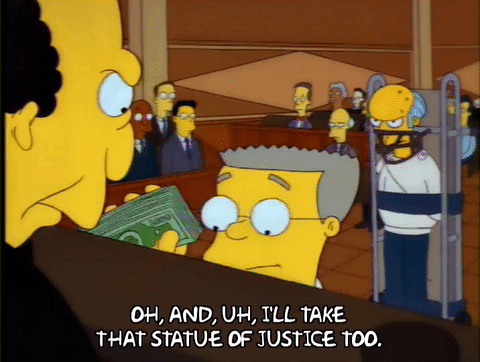 OH, AND, UH, I'LL TAKE
THAT STATUE OF JUSTICE TOO.